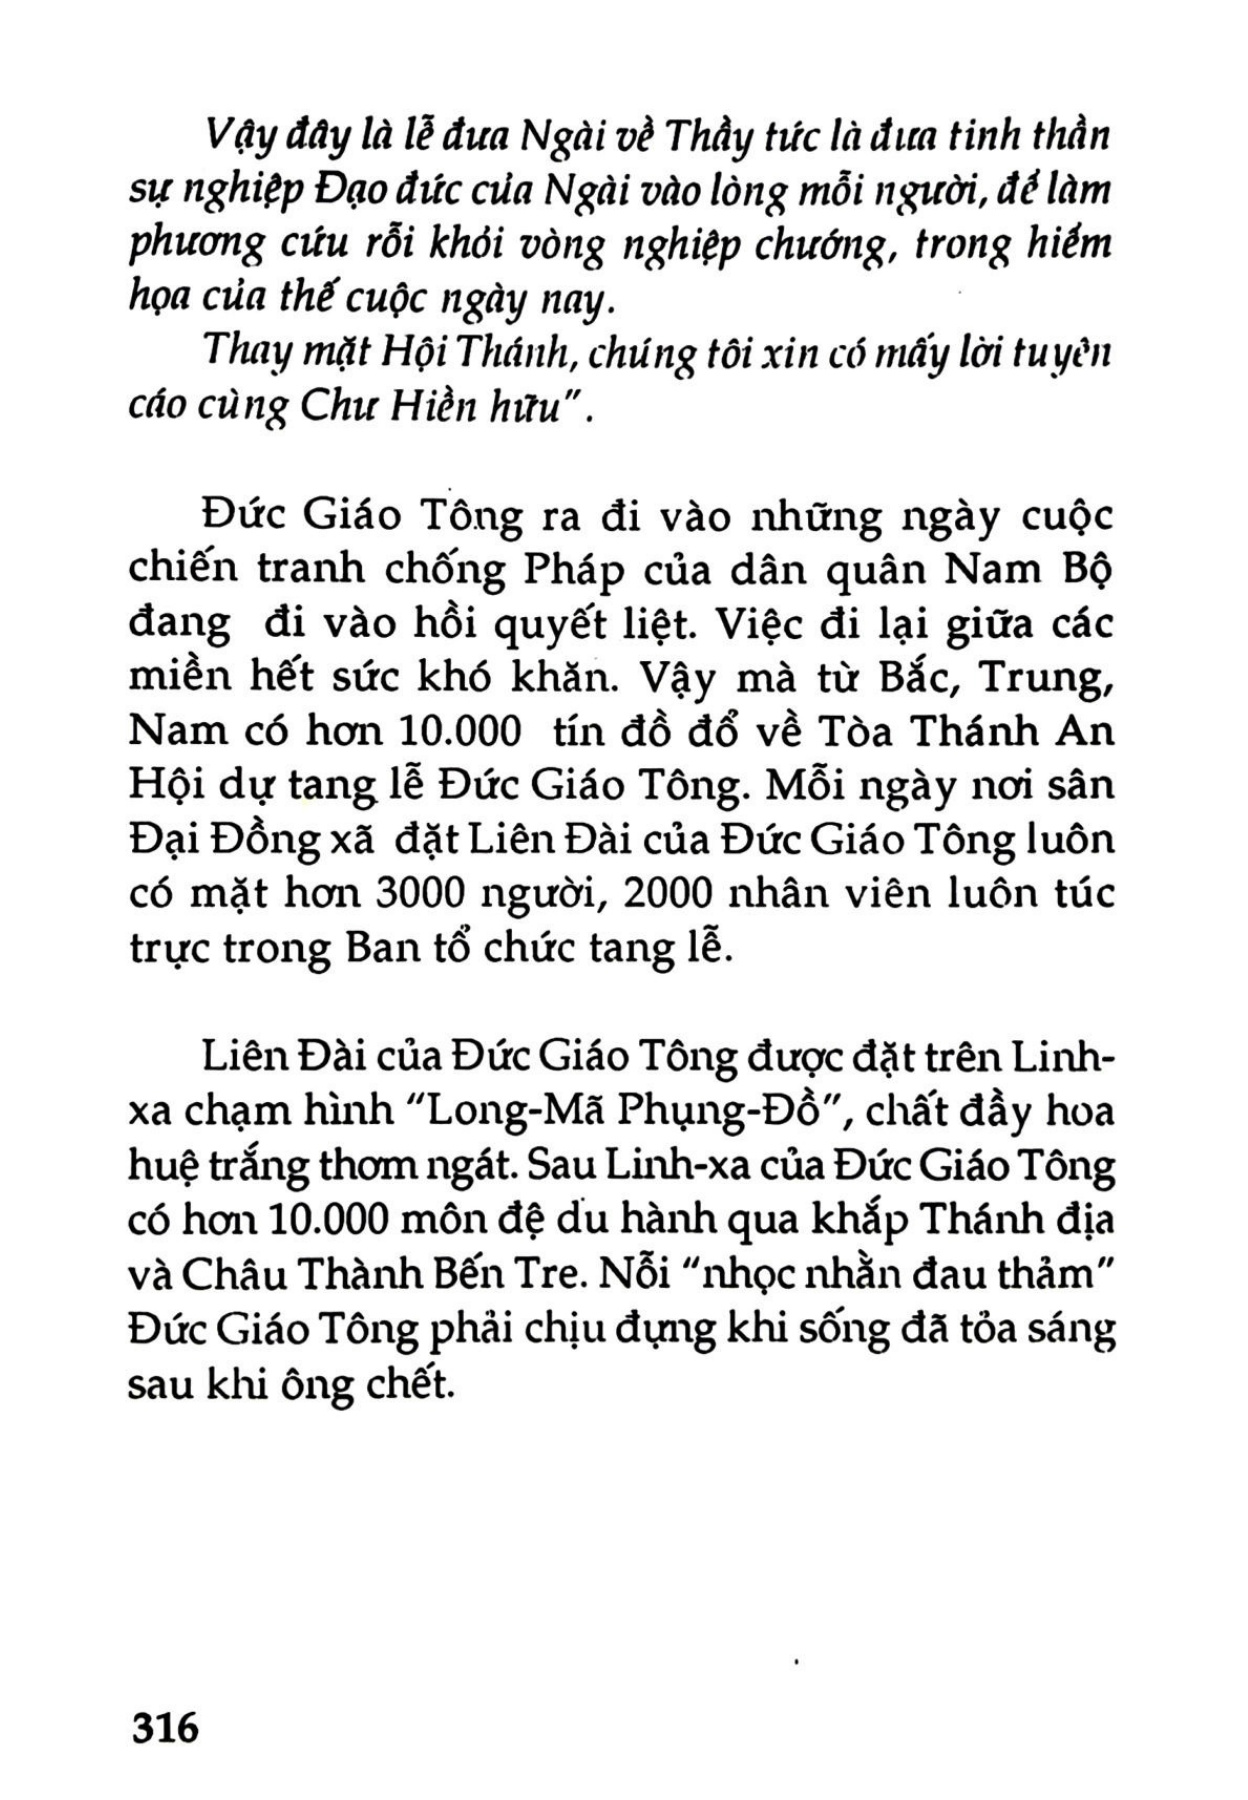 Vậy đây là lễ đưa Ngài về Thầy tức là đưa tinh thần
sự nghiệp Đạo đức của Ngài vào lòng mỗi người, để làm
phương cứu rỗi khỏi vòng nghiệp chướng, trong hiểm
họa của thế cuộc ngày nay.
Thay mặt Hội Thánh, chúng tôi xin có mấy lời tuyên
cáo cùng Chư Hiền hữu".
Đức Giáo Tông ra đi vào những ngày cuộc
chiến tranh chống Pháp của dân quân Nam Bộ
đang đi vào hồi quyết liệt. Việc đi lại giữa các
miền hết sức khó khăn. Vậy mà từ Bắc, Trung,
Nam có hơn 10.000 tín đồ đổ về Tòa Thánh An
Hội dự tang lễ Đức Giáo Tông. Mỗi ngày nơi sân
Đại Đồng xã đặt Liên Đài của Đức Giáo Tông luôn
có mặt hơn 3000 người, 2000 nhân viên luôn túc
trực trong Ban tổ chức tang lễ.
Liên Đài của Đức Giáo Tông được đặt trên Linh-
xa chạm hình "Long-Mã Phụng-Đồ", chất đầy hoa
huệ trắng thơm ngát. Sau Linh-xa của Đức Giáo Tông
có hơn 10.000 môn đệ du hành qua khắp Thánh địa
và Châu Thành Bến Tre. Nỗi "nhọc nhằn đau thảm"
Đức Giáo Tông phải chịu đựng khi sống đã tỏa sáng
sau khi ông chết.
316